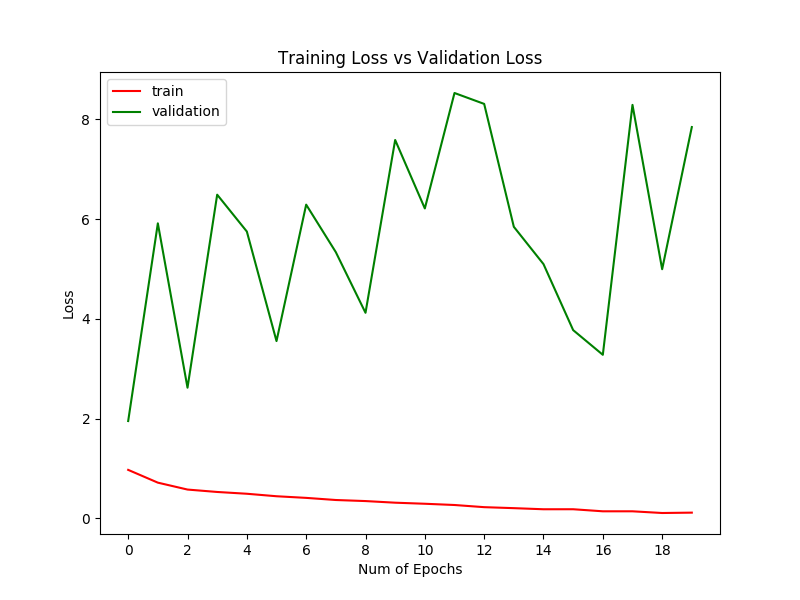 Training Loss vs Validation Loss
train
validation
8
6
4
2
0
Loss
0 2 4 6 8 10 12 14 16 18
Num of Epochs